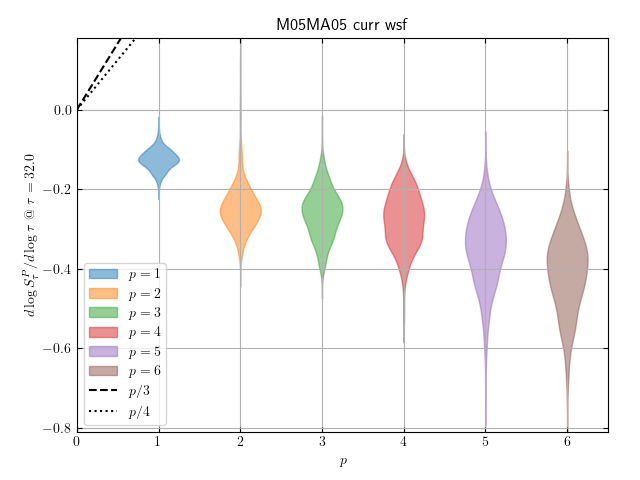 M05MA05 curr wsf
d log S_τ^P / d log τ @ τ = 32.0
0.0
−0.2
−0.4
−0.6
−0.8
p = 1
p = 2
p = 3
p = 4
p = 5
p = 6
p/3
p/4
0 1 2 3 4 5 6
p